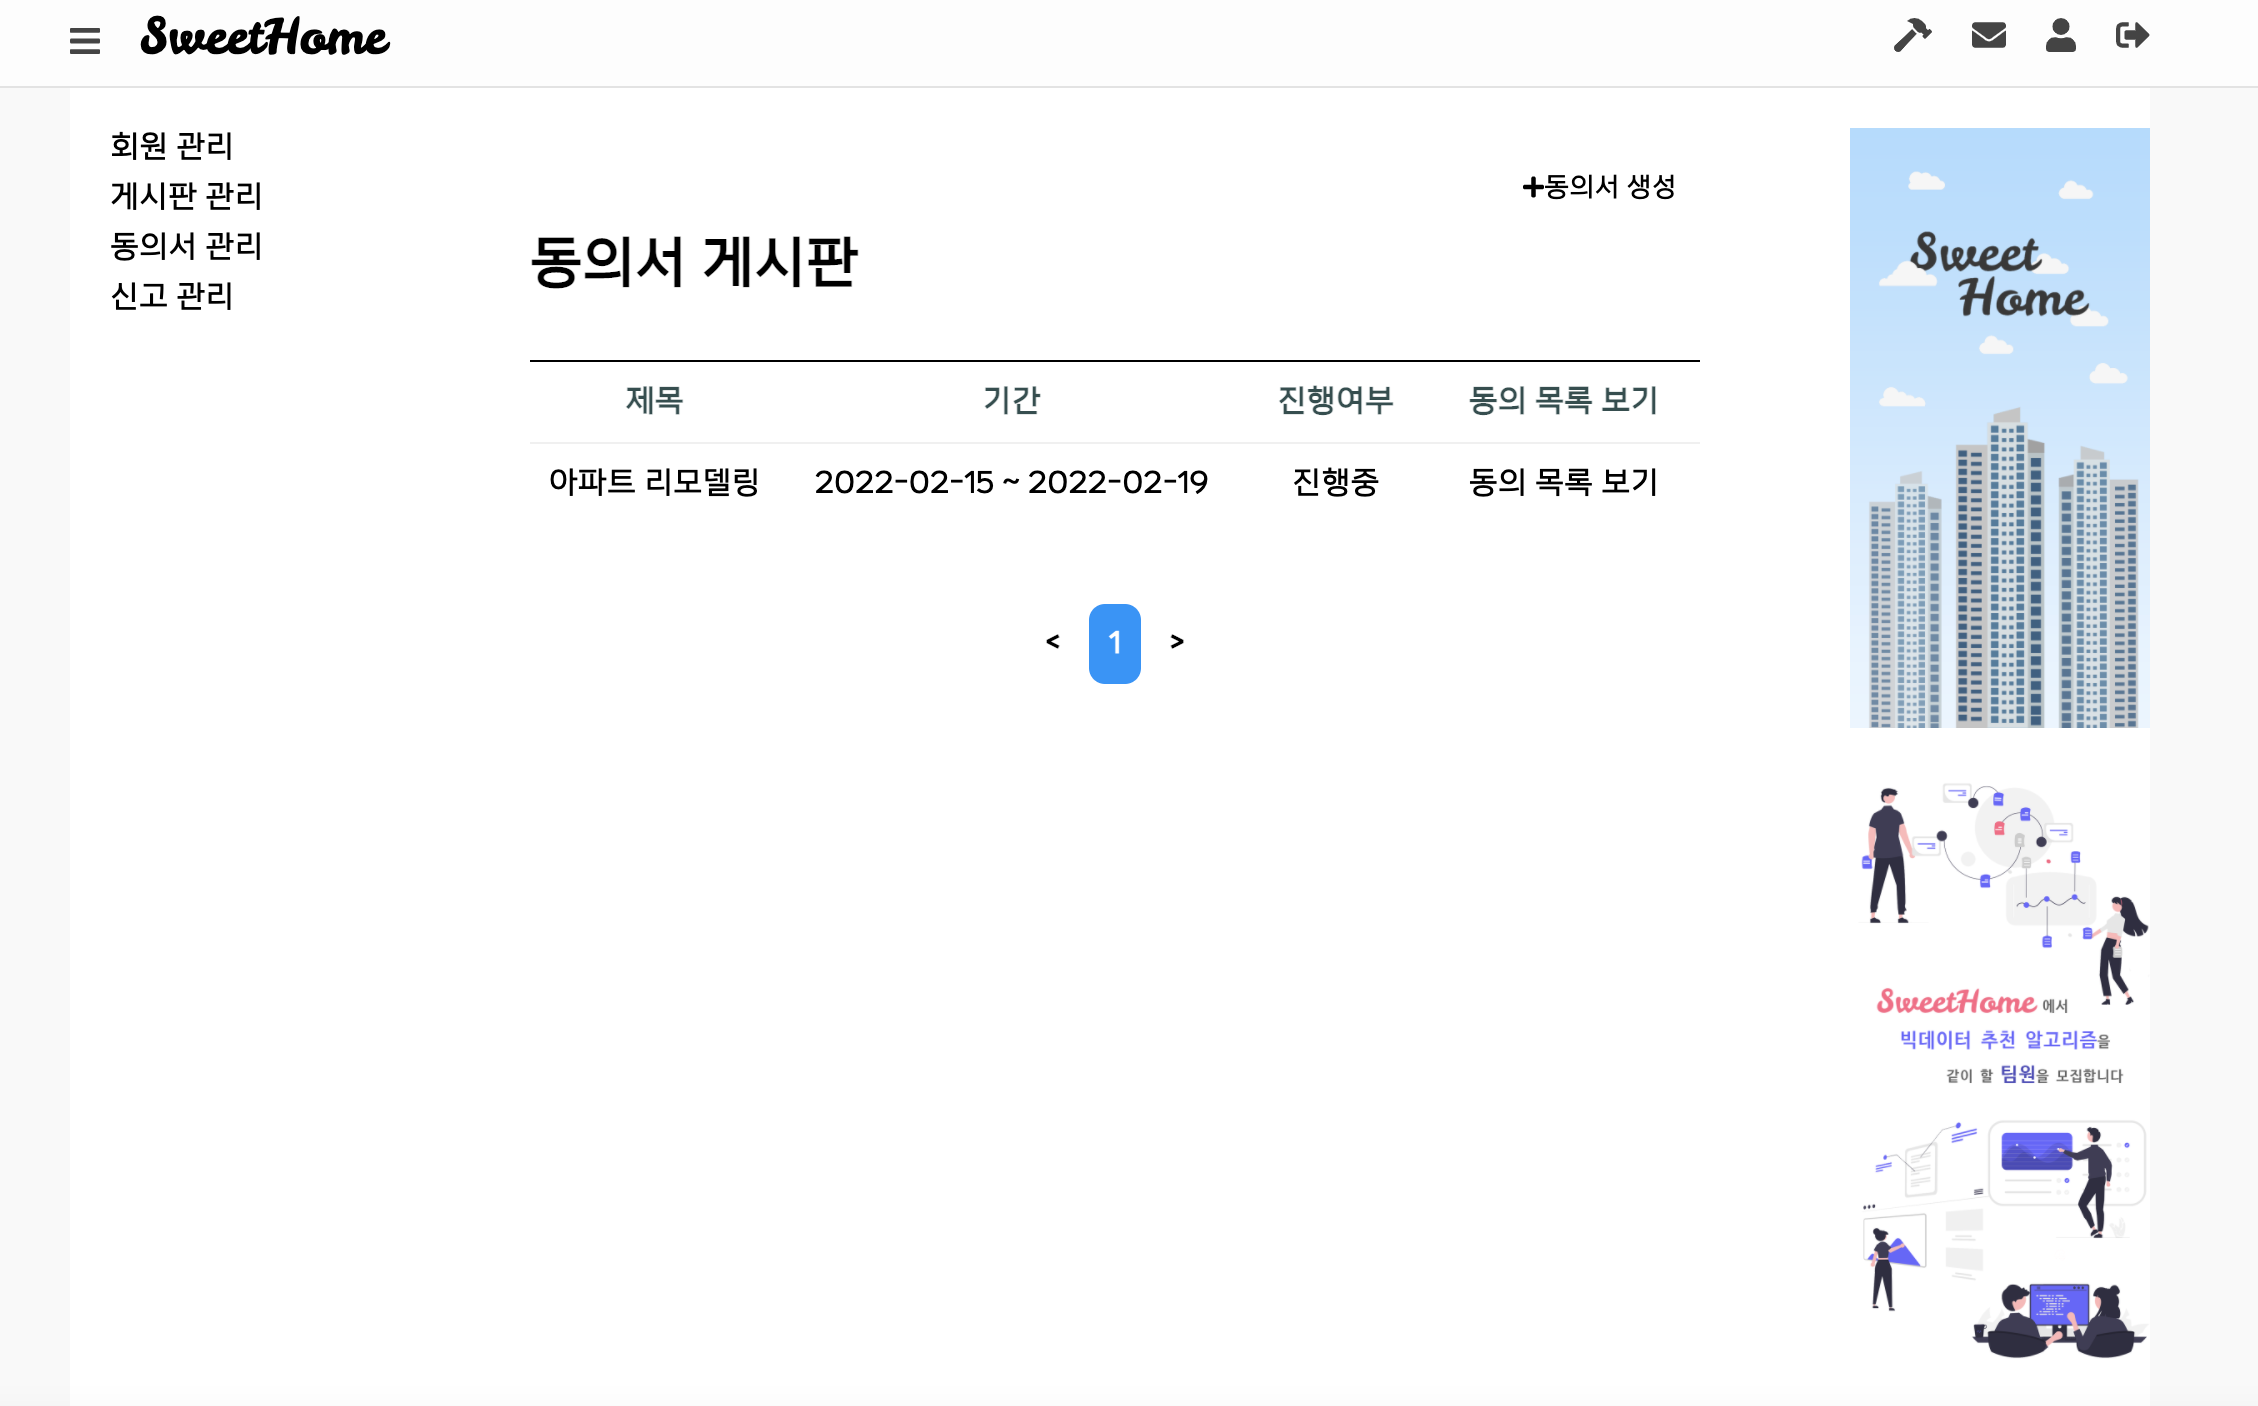 SweetHome
회원 관리
게시판 관리
동의서 관리
신고 관리
+동의서 생성
동의서 게시판
제목 기간 진행여부 동의 목록 보기
아파트 리모델링 2022-02-15 ~ 2022-02-19 진행중 동의 목록 보기
< 1 >
Sweet
Home
SweetHome 에서
빅데이터 추천 알고리즘을
같이 할 팀원을 모집합니다